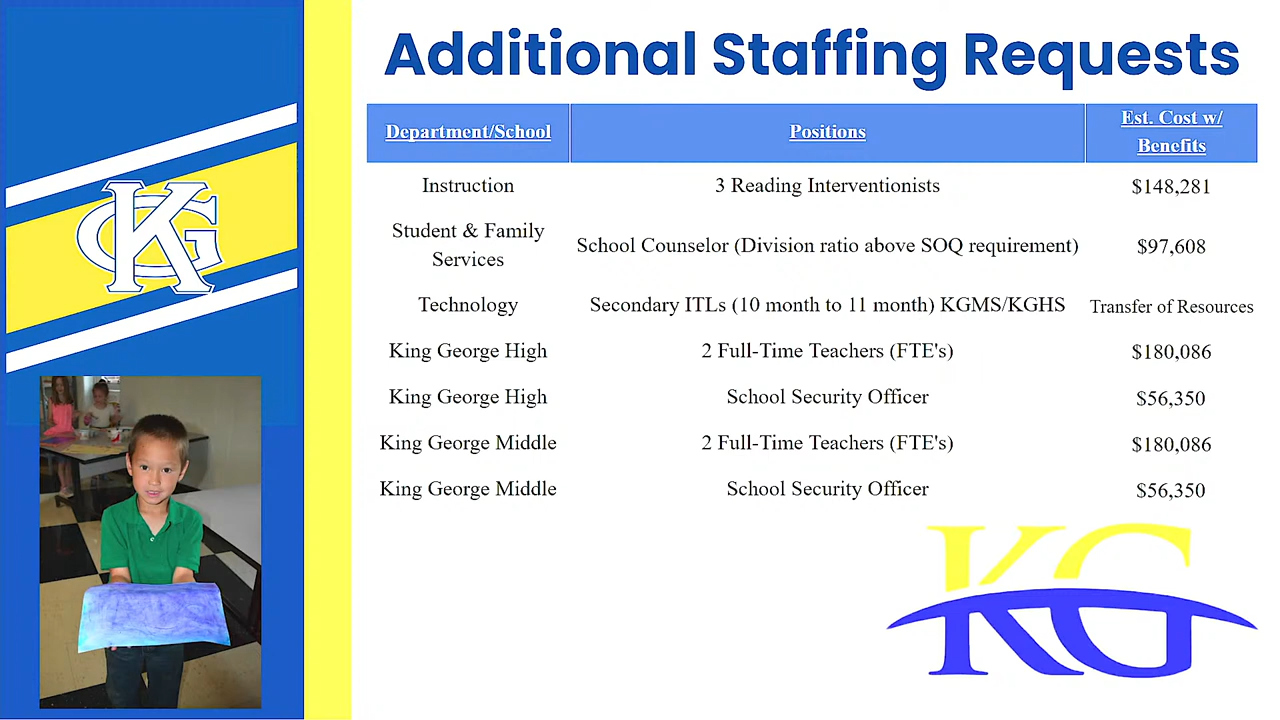 Additional Staffing Requests
Department/School Positions Est. Cost w/ Benefits
Instruction 3 Reading Interventionists $148,281
Student & Family Services School Counselor (Division ratio above SOQ requirement) $97,608
Technology Secondary ITLs (10 month to 11 month) KGMS/KGHS Transfer of Resources
King George High 2 Full-Time Teachers (FTE's) $180,086
King George High School Security Officer $56,350
King George Middle 2 Full-Time Teachers (FTE's) $180,086
King George Middle School Security Officer $56,350
KG
KG